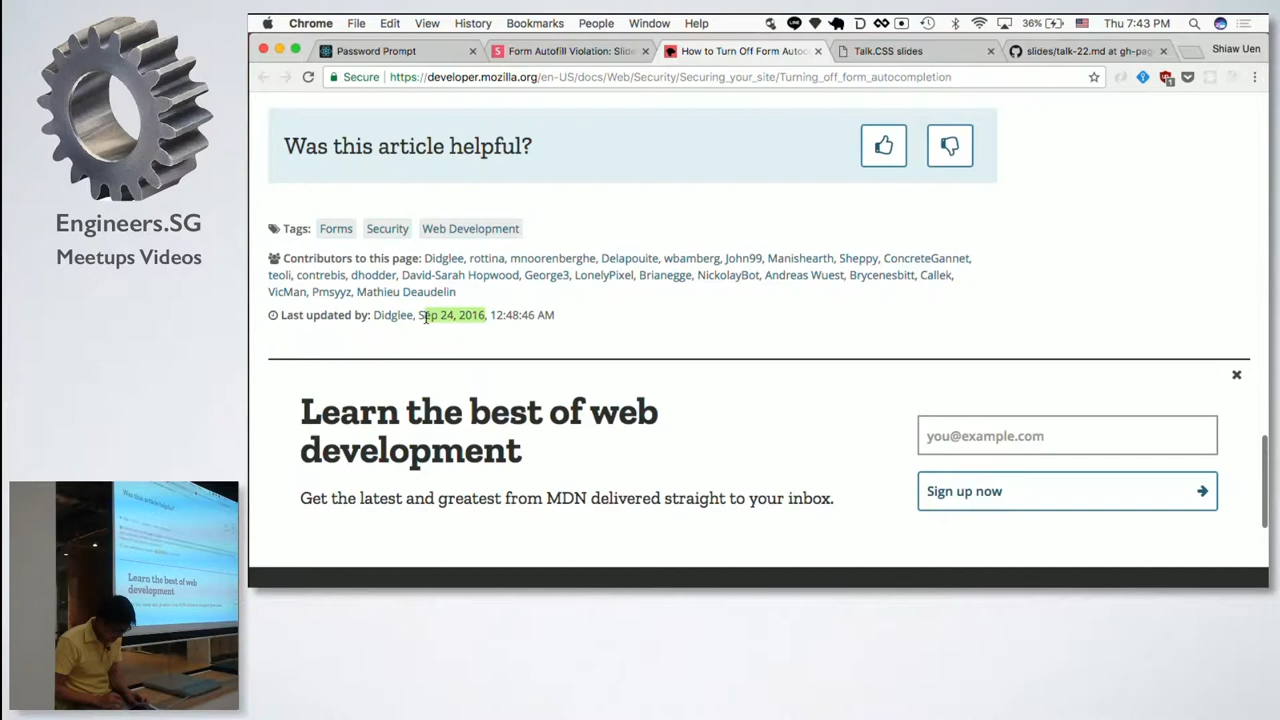 Engineers.SG
Meetups Videos
Chrome File Edit View History Bookmarks People Window Help
36% Thu 7:43 PM
Password Prompt
Form Autofill Violation: Slide
How to Turn Off Form Autoc
Talk.CSS slides
slides/talk-22.md at gh-page
Shiaw Uen
Secure https://developer.mozilla.org/en-US/docs/Web/Security/Securing_your_site/Turning_off_form_autocompletion
Was this article helpful?
Tags: Forms Security Web Development
Contributors to this page: Didglee, rottina, mnoorenberghe, Delapouite, wbamberg, John99, Manishearth, Sheppy, ConcreteGannet,
teoli, contrebis, dhodder, David-Sarah Hopwood, George3, LonelyPixel, Brianegge, NickolayBot, Andreas Wuest, Brycenesbitt, Callek,
VicMan, Pmsyyz, Mathieu Deaudelin
Last updated by: Didglee, Sep 24, 2016, 12:48:46 AM
Learn the best of web
development
you@example.com
Get the latest and greatest from MDN delivered straight to your inbox.
Sign up now
Was this article helpful?
Learn the best of web
development